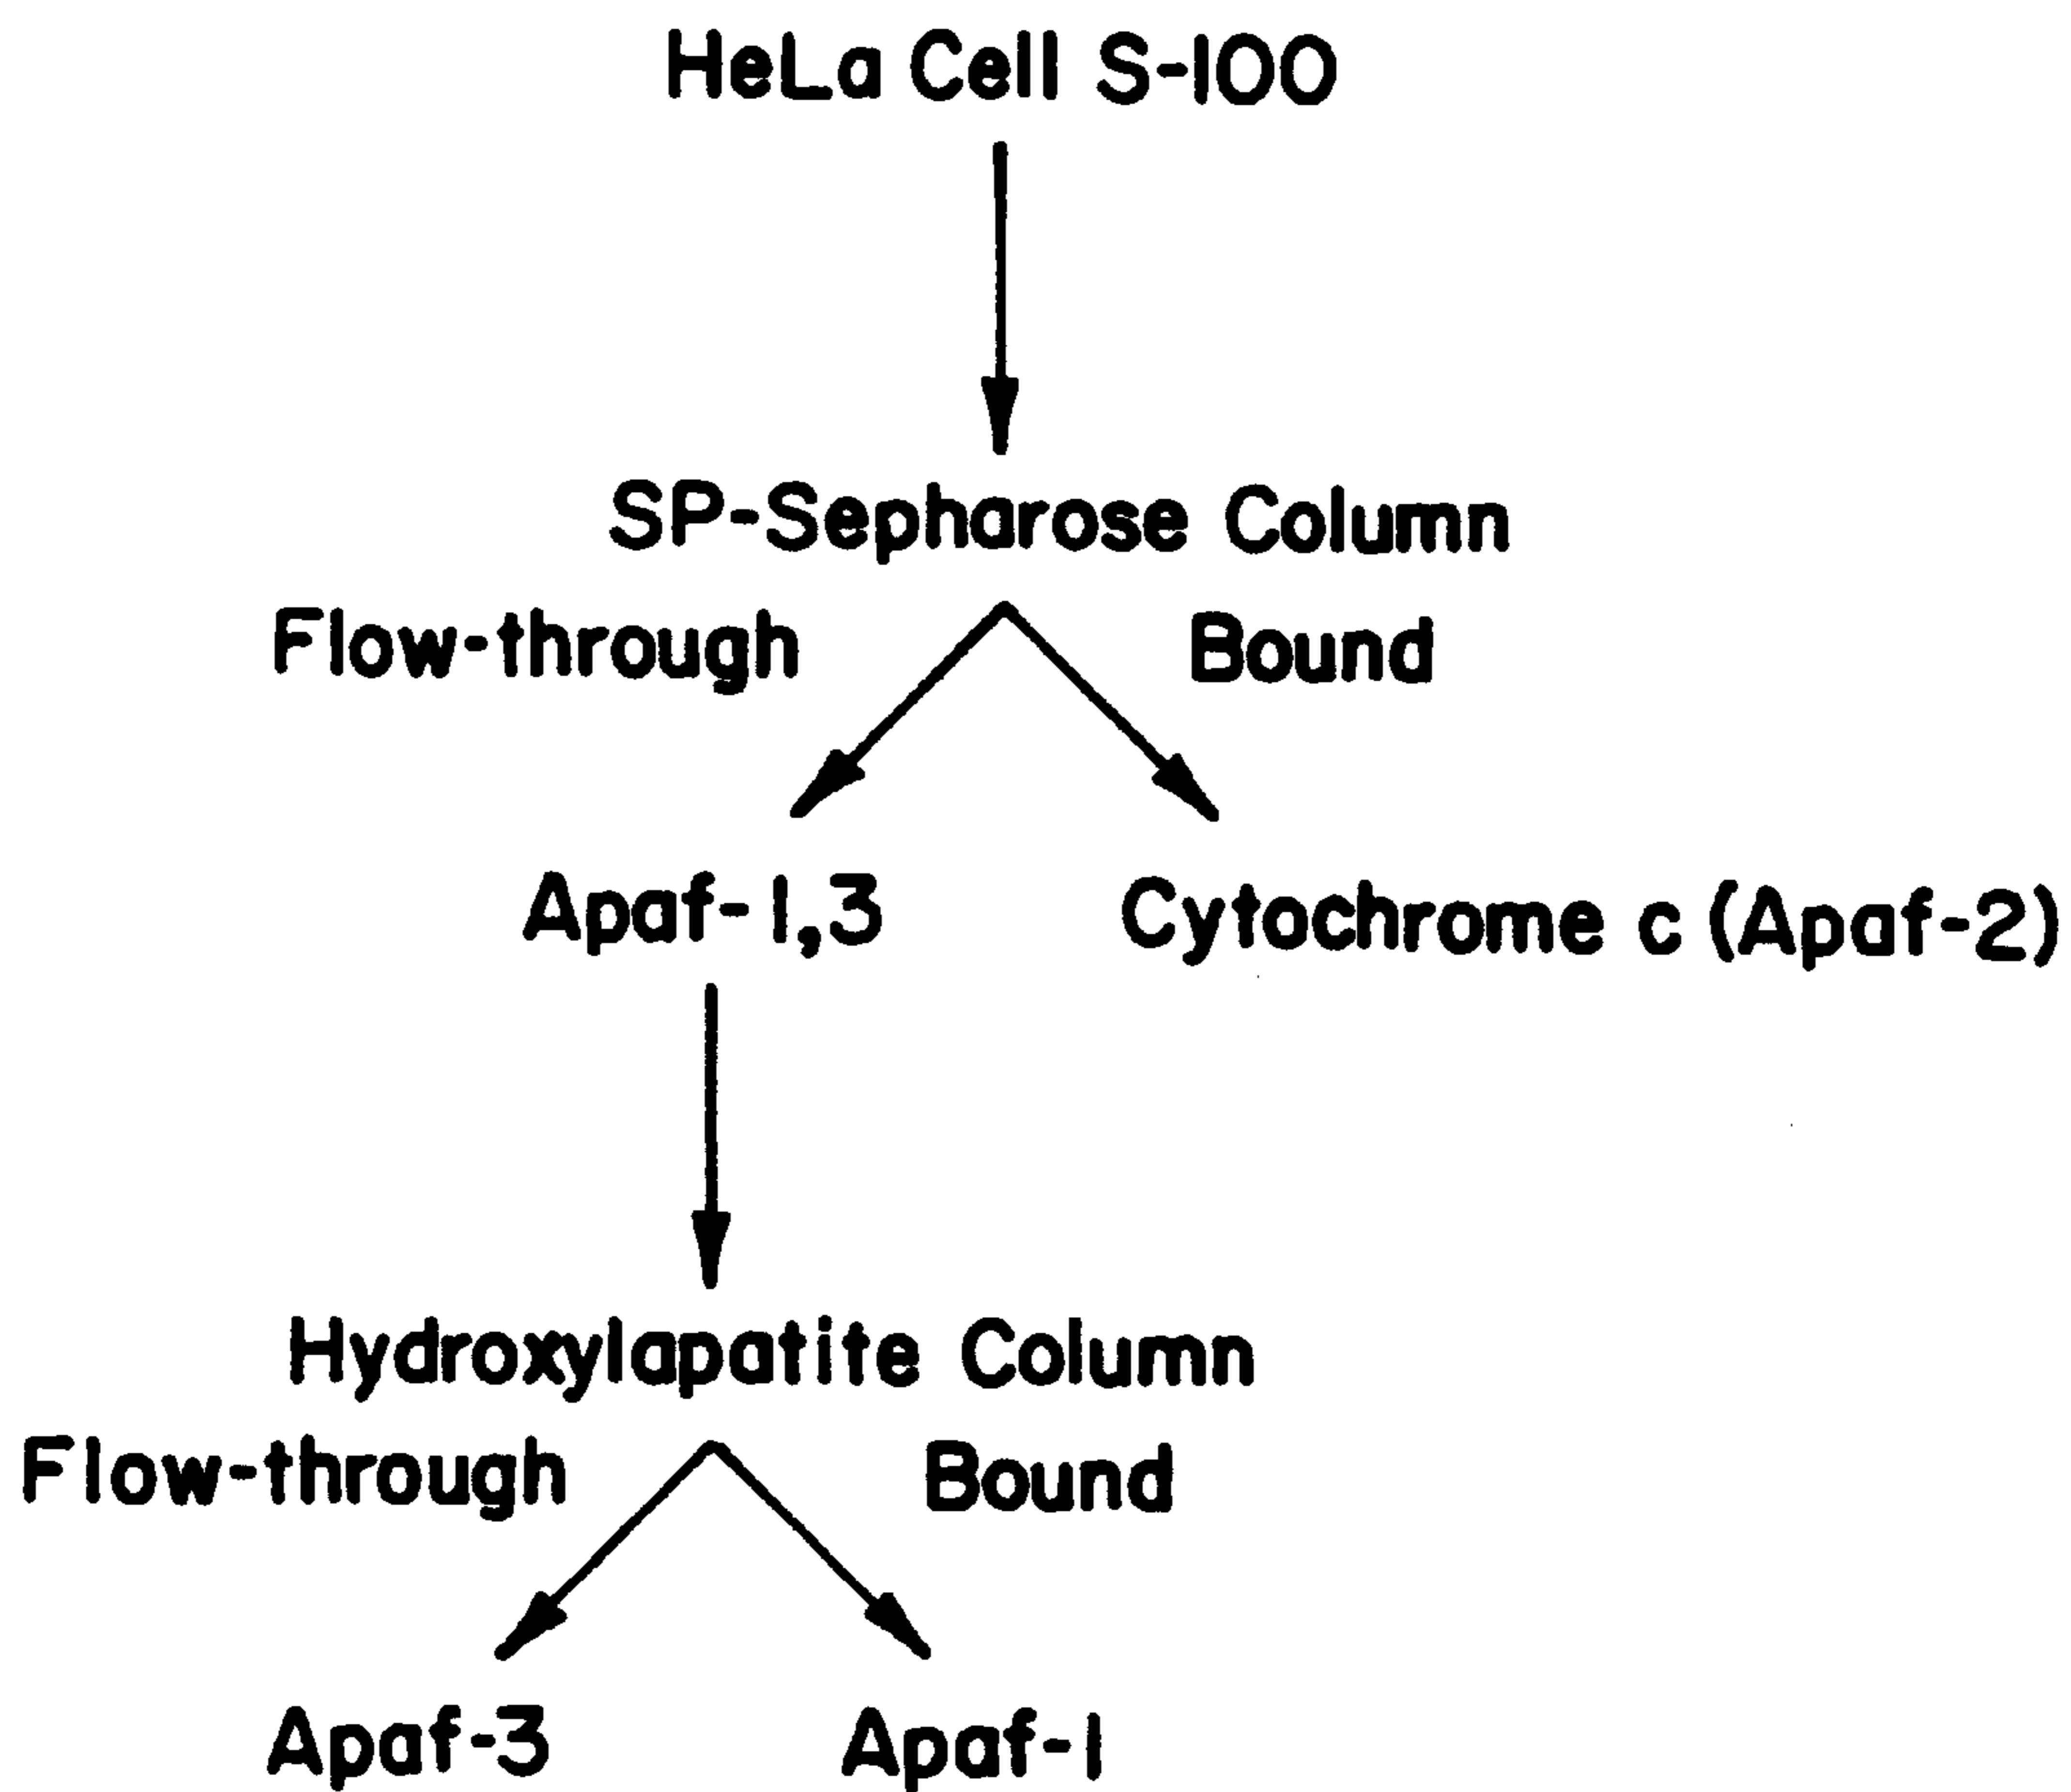 HeLa Cell S-100
SP-Sepharose Column
Flow-through Bound
Apaf-1,3 Cytochrome c (Apaf-2)
Hydroxylapatite Column
Flow-through Bound
Apaf-3 Apaf-1